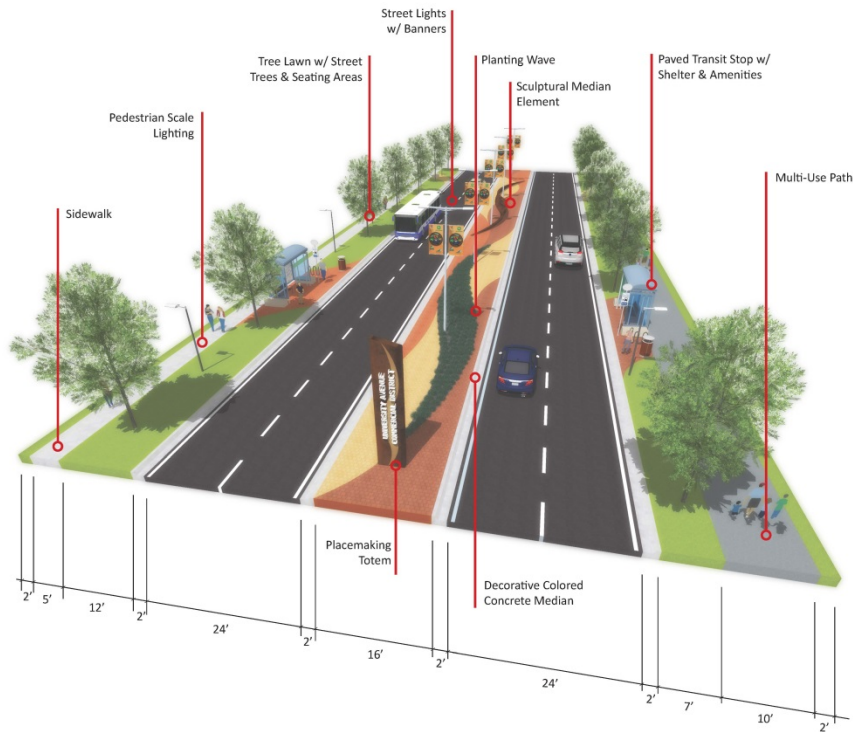 Street Lights
w/ Banners
Tree Lawn w/ Street
Trees & Seating Areas
Planting Wave
Paved Transit Stop w/
Shelter & Amenities
Sculptural Median
Element
Pedestrian Scale
Lighting
Multi-Use Path
Sidewalk
UNIVERSITY AVENUE
COMMERCIAL DISTRICT
Placemaking
Totem
Decorative Colored
Concrete Median
2'
5'
12'
2'
24'
2'
16'
2'
24'
2'
7'
10'
2'